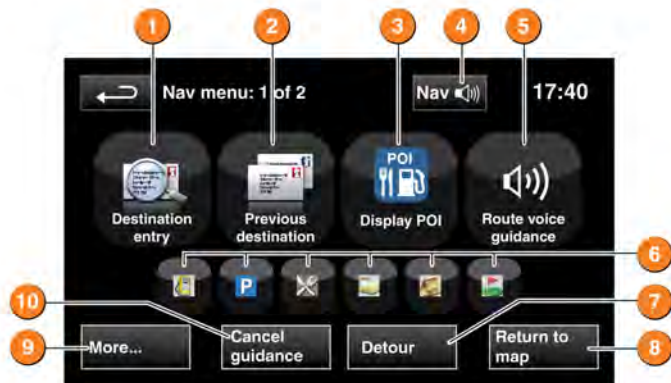 1 2 3 4 5
Nav menu: 1 of 2
Nav
17:40
POI
Destination
entry
Previous
destination
Display POI
Route voice
guidance
6
P
10
7
More...
Cancel
guidance
Detour
Return to
map
9
8